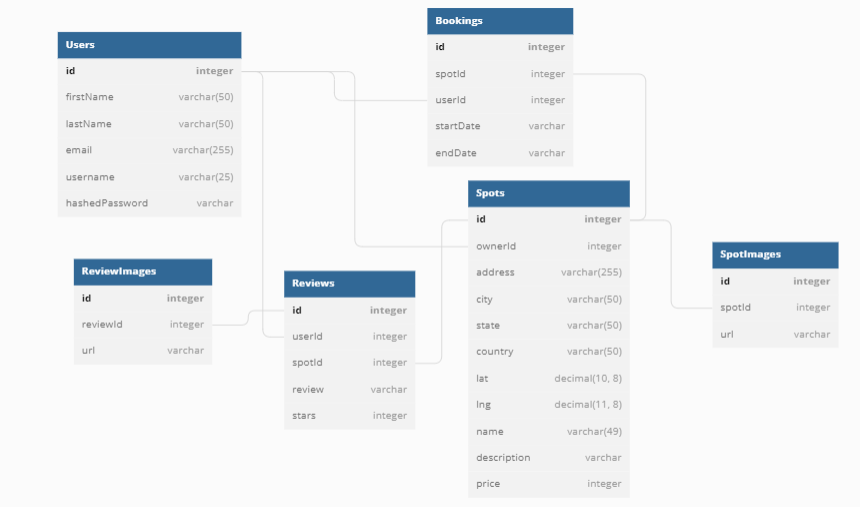 Users
id integer
firstName varchar(50)
lastName varchar(50)
email varchar(255)
username varchar(25)
hashedPassword varchar
Bookings
id integer
spotId integer
userId integer
startDate varchar
endDate varchar
Spots
id integer
ownerId integer
address varchar(255)
city varchar(50)
state varchar(50)
country varchar(50)
lat decimal(10, 8)
lng decimal(11, 8)
name varchar(49)
description varchar
price integer
SpotImages
id integer
spotId integer
url varchar
ReviewImages
id integer
reviewId integer
url varchar
Reviews
id integer
userId integer
spotId integer
review varchar
stars integer